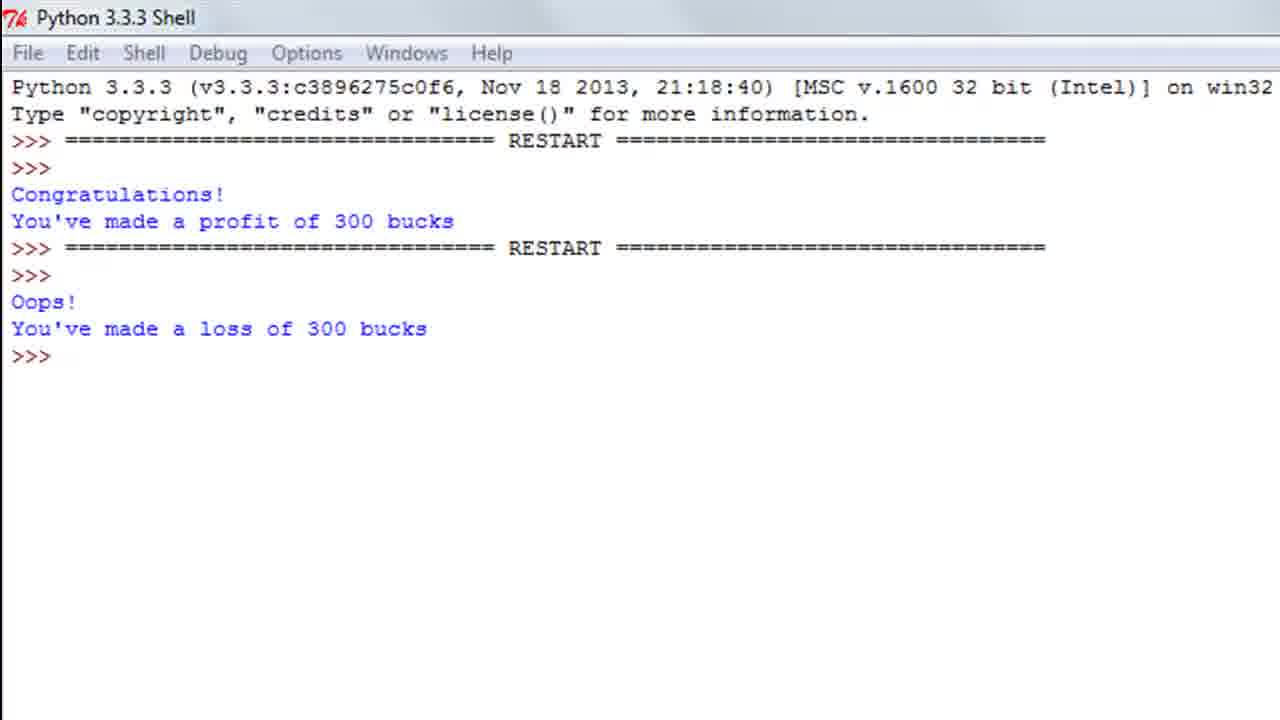 Python 3.3.3 Shell
File Edit Shell Debug Options Windows Help
Python 3.3.3 (v3.3.3:c3896275c0f6, Nov 18 2013, 21:18:40) [MSC v.1600 32 bit (Intel)] on win32
Type "copyright", "credits" or "license()" for more information.
>>> ================================ RESTART ================================
>>>
Congratulations!
You've made a profit of 300 bucks
>>> ================================ RESTART ================================
>>>
Oops!
You've made a loss of 300 bucks
>>>